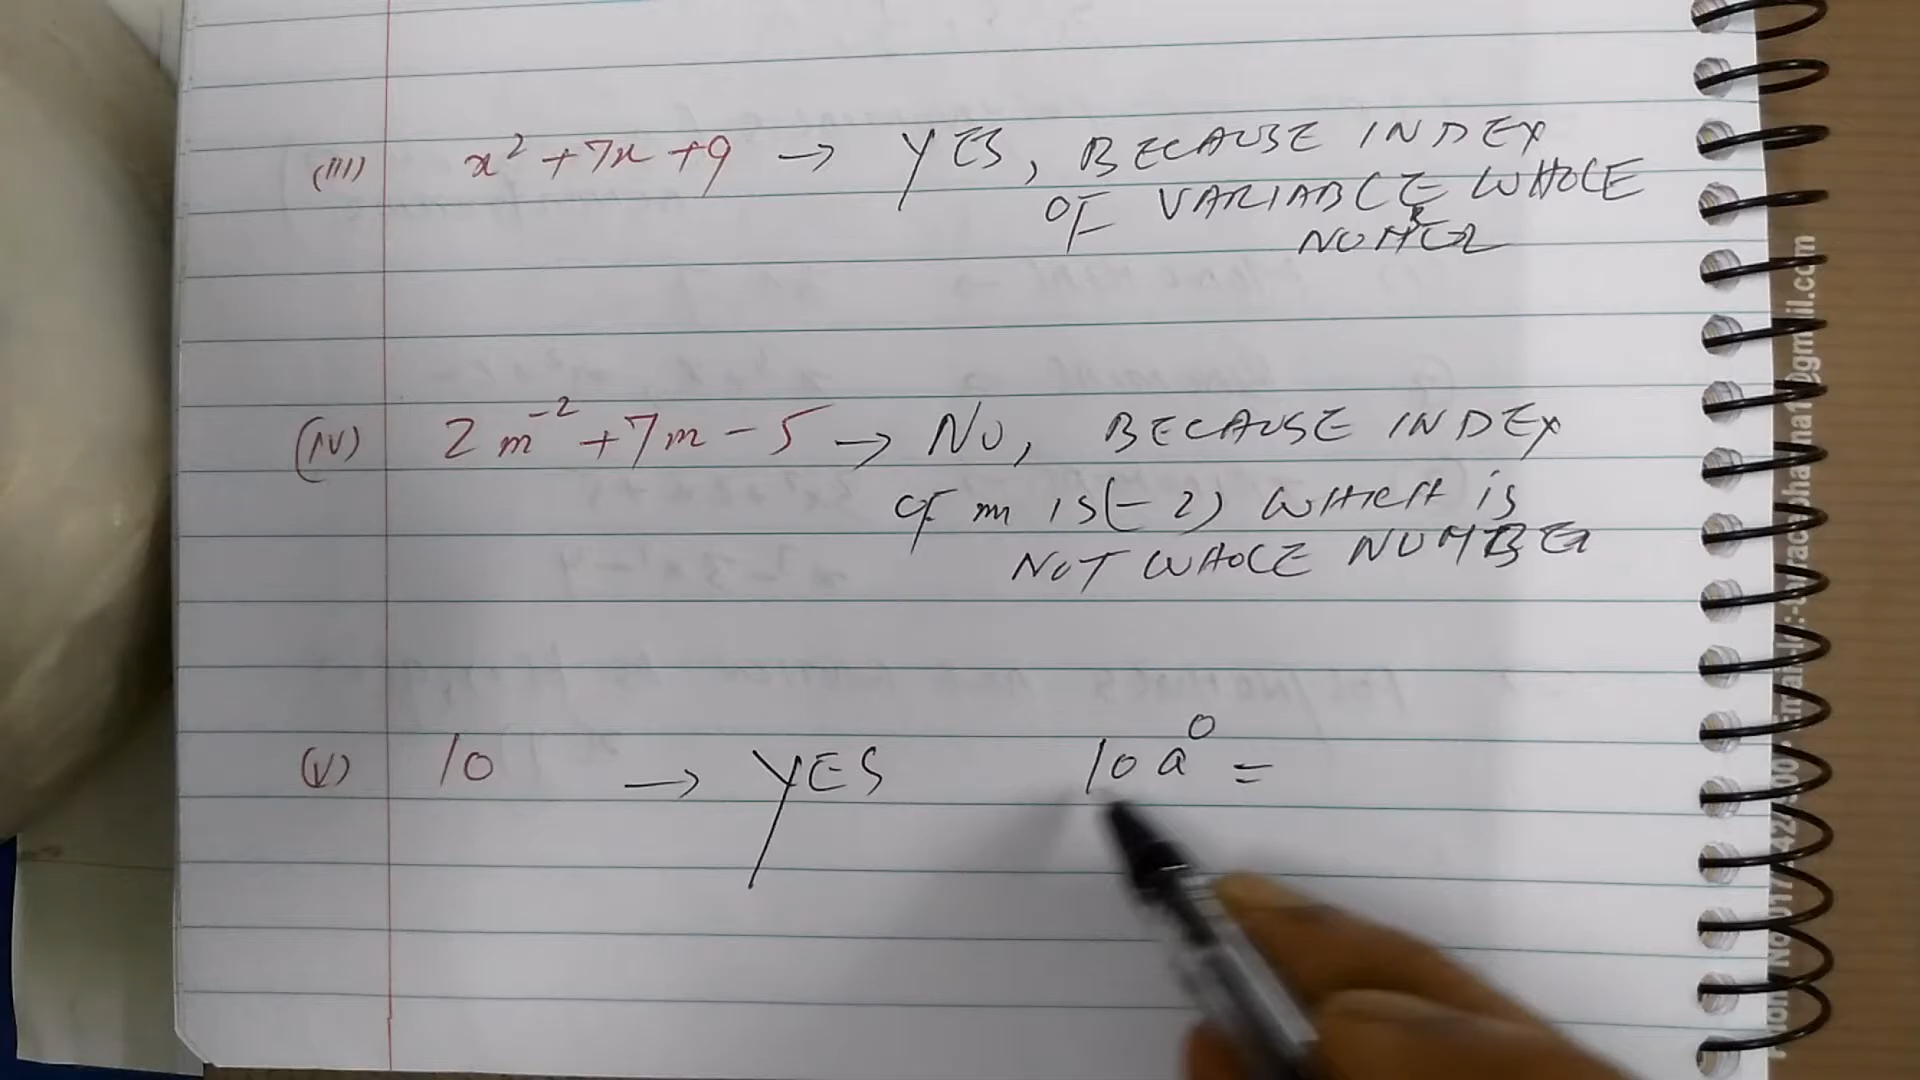 (III) x² + 7x + 9 → YES, BECAUSE INDEX
OF VARIABLE WHOLE
NUMBER
(IV) 2m⁻² + 7m - 5 → NO, BECAUSE INDEX
OF m IS (-2) WHICH IS
NOT WHOLE NUMBER
(V) 10 → YES 10a⁰ =